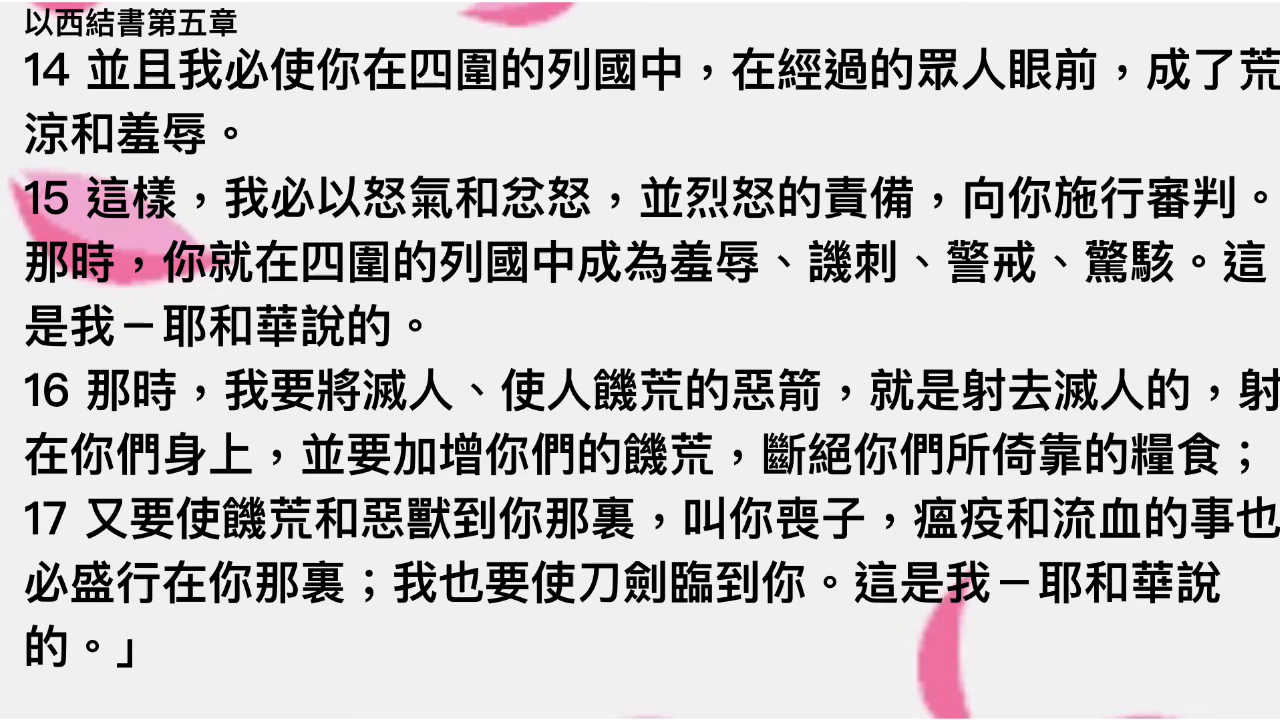 以西結書第五章
14 並且我必使你在四圍的列國中，在經過的眾人眼前，成了荒
涼和羞辱。
15 這樣，我必以怒氣和忿怒，並烈怒的責備，向你施行審判。
那時，你就在四圍的列國中成為羞辱、譏刺、警戒、驚駭。這
是我－耶和華說的。
16 那時，我要將滅人、使人饑荒的惡箭，就是射去滅人的，射
在你們身上，並要加增你們的饑荒，斷絕你們所倚靠的糧食；
17 又要使饑荒和惡獸到你那裏，叫你喪子，瘟疫和流血的事也
必盛行在你那裏；我也要使刀劍臨到你。這是我－耶和華說
的。」